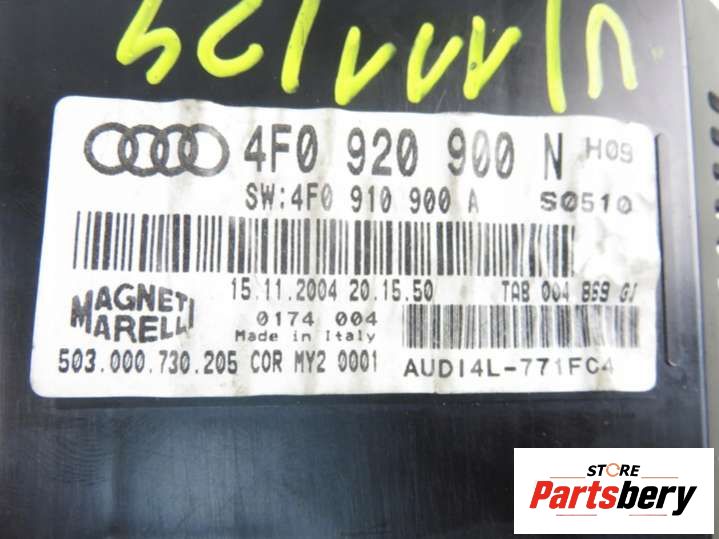 4F0 920 900 N H09
SW:4F0 910 900 A S0510
15.11.2004 20.15.50 TAB 004 869 GI
MAGNETI MARELLI
0174 004
Made in Italy
503.000.730.205 COR MY2 0001
AUDI4L-771FC4
STORE
Partsbery